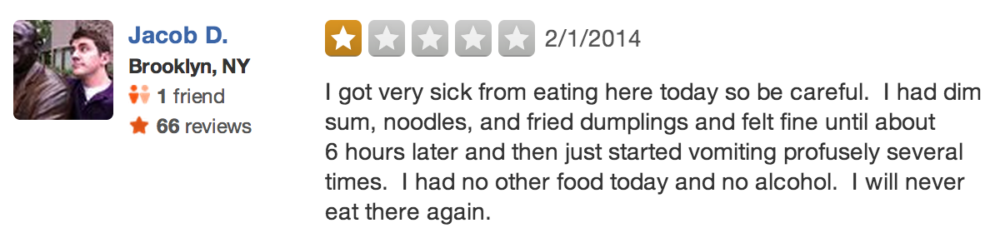 Jacob D.
Brooklyn, NY
1 friend
66 reviews
2/1/2014
I got very sick from eating here today so be careful.  I had dim
sum, noodles, and fried dumplings and felt fine until about
6 hours later and then just started vomiting profusely several
times.  I had no other food today and no alcohol.  I will never
eat there again.